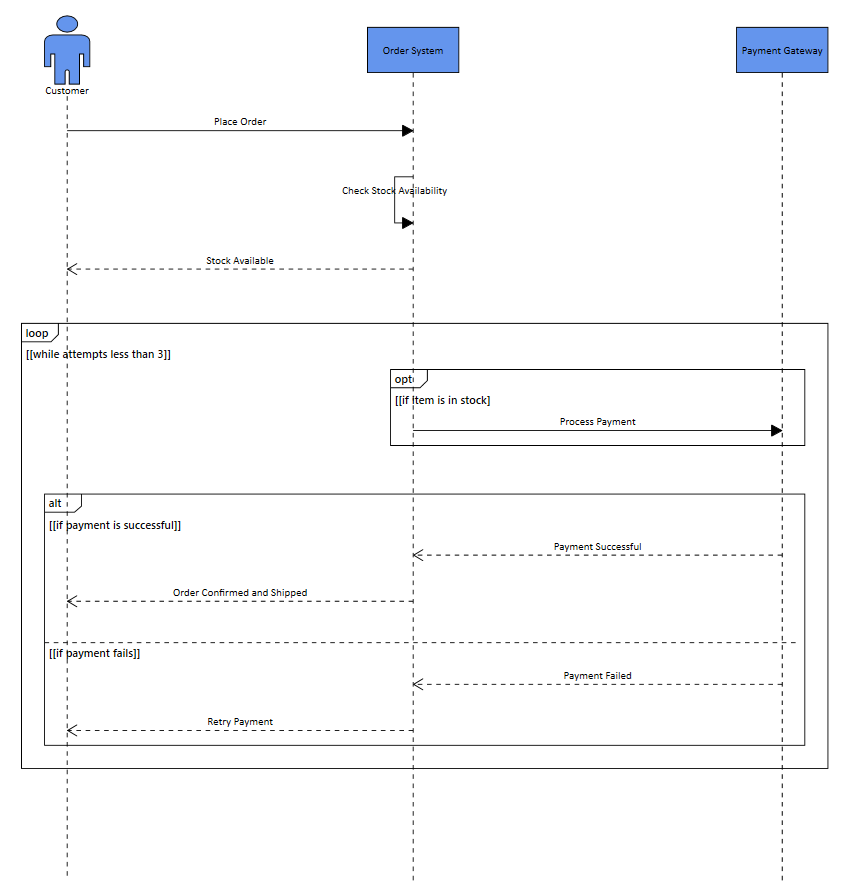 Customer
Order System
Payment Gateway
Place Order
Check Stock Availability
Stock Available
loop
[[while attempts less than 3]]
opt
[[if item is in stock]
Process Payment
alt
[[if payment is successful]]
Payment Successful
Order Confirmed and Shipped
[[if payment fails]]
Payment Failed
Retry Payment